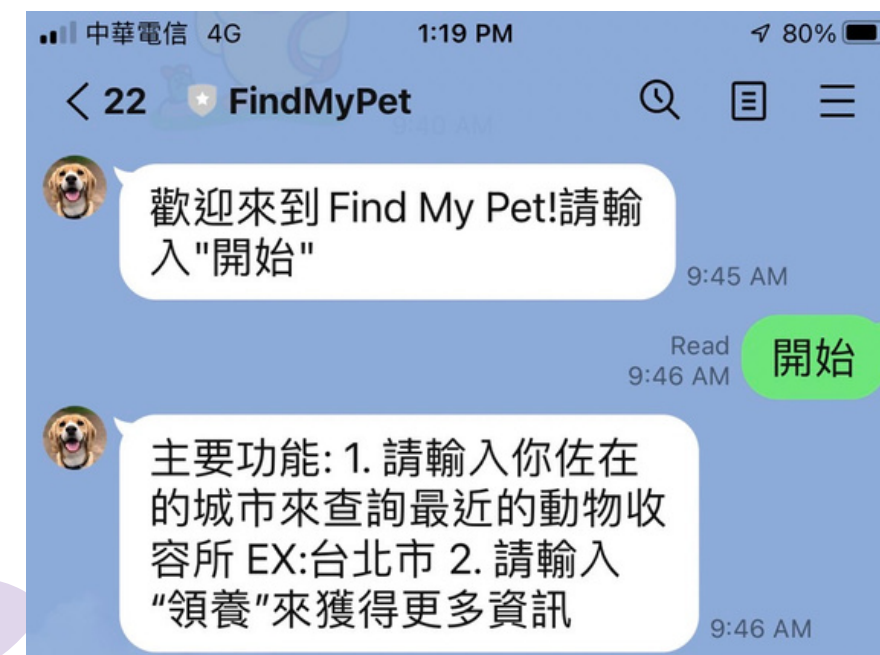 中華電信 4G 1:19 PM 80%
22 FindMyPet
9:40 AM
歡迎來到 Find My Pet!請輸
入"開始"
9:45 AM
Read
開始
9:46 AM
主要功能: 1. 請輸入你佐在
的城市來查詢最近的動物收
容所 EX:台北市 2. 請輸入
“領養”來獲得更多資訊
9:46 AM